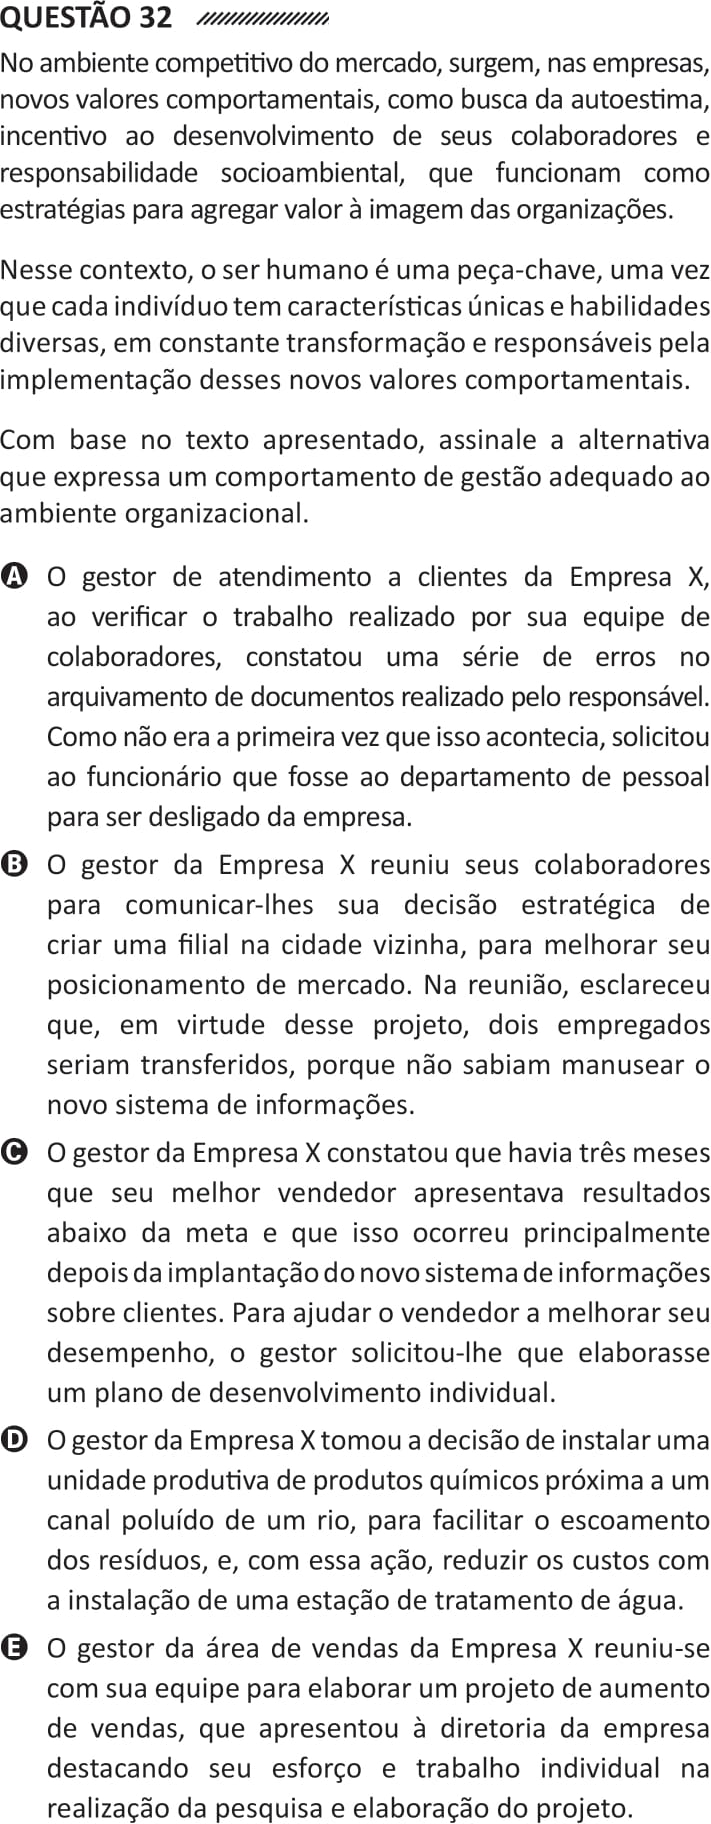 QUESTÃO 32
No ambiente competitivo do mercado, surgem, nas empresas,
novos valores comportamentais, como busca da autoestima,
incentivo ao desenvolvimento de seus colaboradores e
responsabilidade socioambiental, que funcionam como
estratégias para agregar valor à imagem das organizações.
Nesse contexto, o ser humano é uma peça-chave, uma vez
que cada indivíduo tem características únicas e habilidades
diversas, em constante transformação e responsáveis pela
implementação desses novos valores comportamentais.
Com base no texto apresentado, assinale a alternativa
que expressa um comportamento de gestão adequado ao
ambiente organizacional.
A O gestor de atendimento a clientes da Empresa X,
ao verificar o trabalho realizado por sua equipe de
colaboradores, constatou uma série de erros no
arquivamento de documentos realizado pelo responsável.
Como não era a primeira vez que isso acontecia, solicitou
ao funcionário que fosse ao departamento de pessoal
para ser desligado da empresa.
B O gestor da Empresa X reuniu seus colaboradores
para comunicar-lhes sua decisão estratégica de
criar uma filial na cidade vizinha, para melhorar seu
posicionamento de mercado. Na reunião, esclareceu
que, em virtude desse projeto, dois empregados
seriam transferidos, porque não sabiam manusear o
novo sistema de informações.
C O gestor da Empresa X constatou que havia três meses
que seu melhor vendedor apresentava resultados
abaixo da meta e que isso ocorreu principalmente
depois da implantação do novo sistema de informações
sobre clientes. Para ajudar o vendedor a melhorar seu
desempenho, o gestor solicitou-lhe que elaborasse
um plano de desenvolvimento individual.
D O gestor da Empresa X tomou a decisão de instalar uma
unidade produtiva de produtos químicos próxima a um
canal poluído de um rio, para facilitar o escoamento
dos resíduos, e, com essa ação, reduzir os custos com
a instalação de uma estação de tratamento de água.
E O gestor da área de vendas da Empresa X reuniu-se
com sua equipe para elaborar um projeto de aumento
de vendas, que apresentou à diretoria da empresa
destacando seu esforço e trabalho individual na
realização da pesquisa e elaboração do projeto.